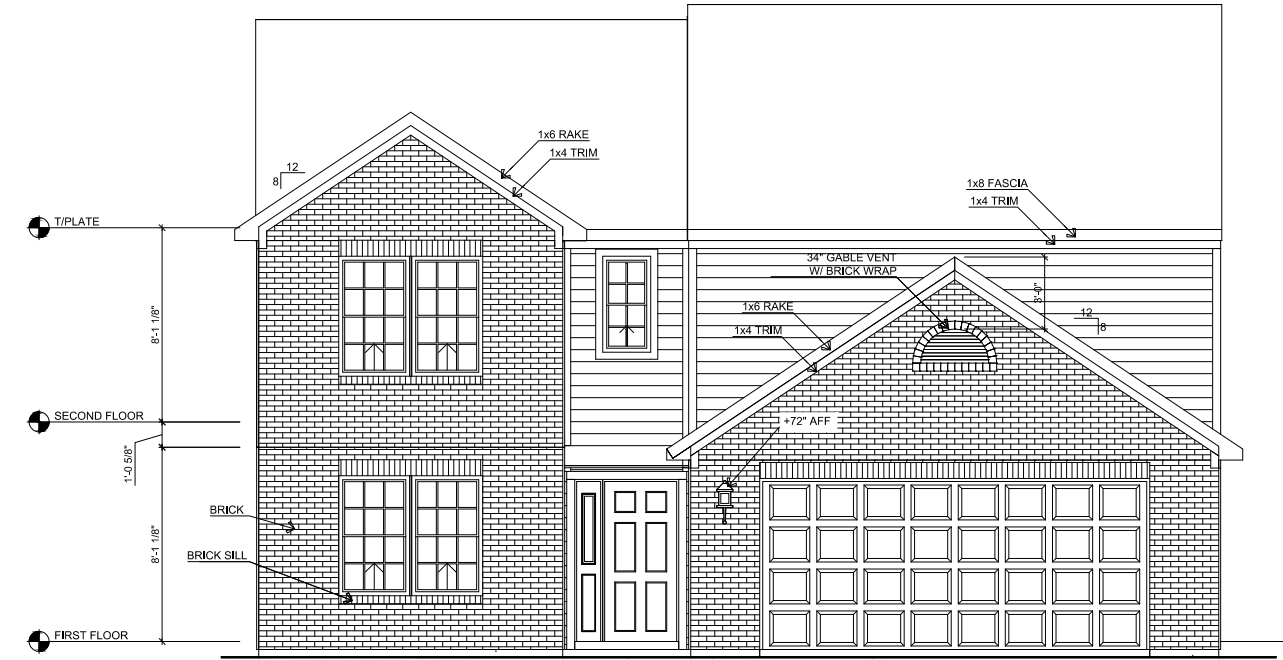 1x6 RAKE
1x4 TRIM
12
8
1x8 FASCIA
1x4 TRIM
T/PLATE
34" GABLE VENT
W/ BRICK WRAP
3'-0"
1x6 RAKE
12
8
1x4 TRIM
8'-1 1/8"
SECOND FLOOR
+72" AFF
1'-0 5/8"
BRICK
8'-1 1/8"
BRICK SILL
FIRST FLOOR